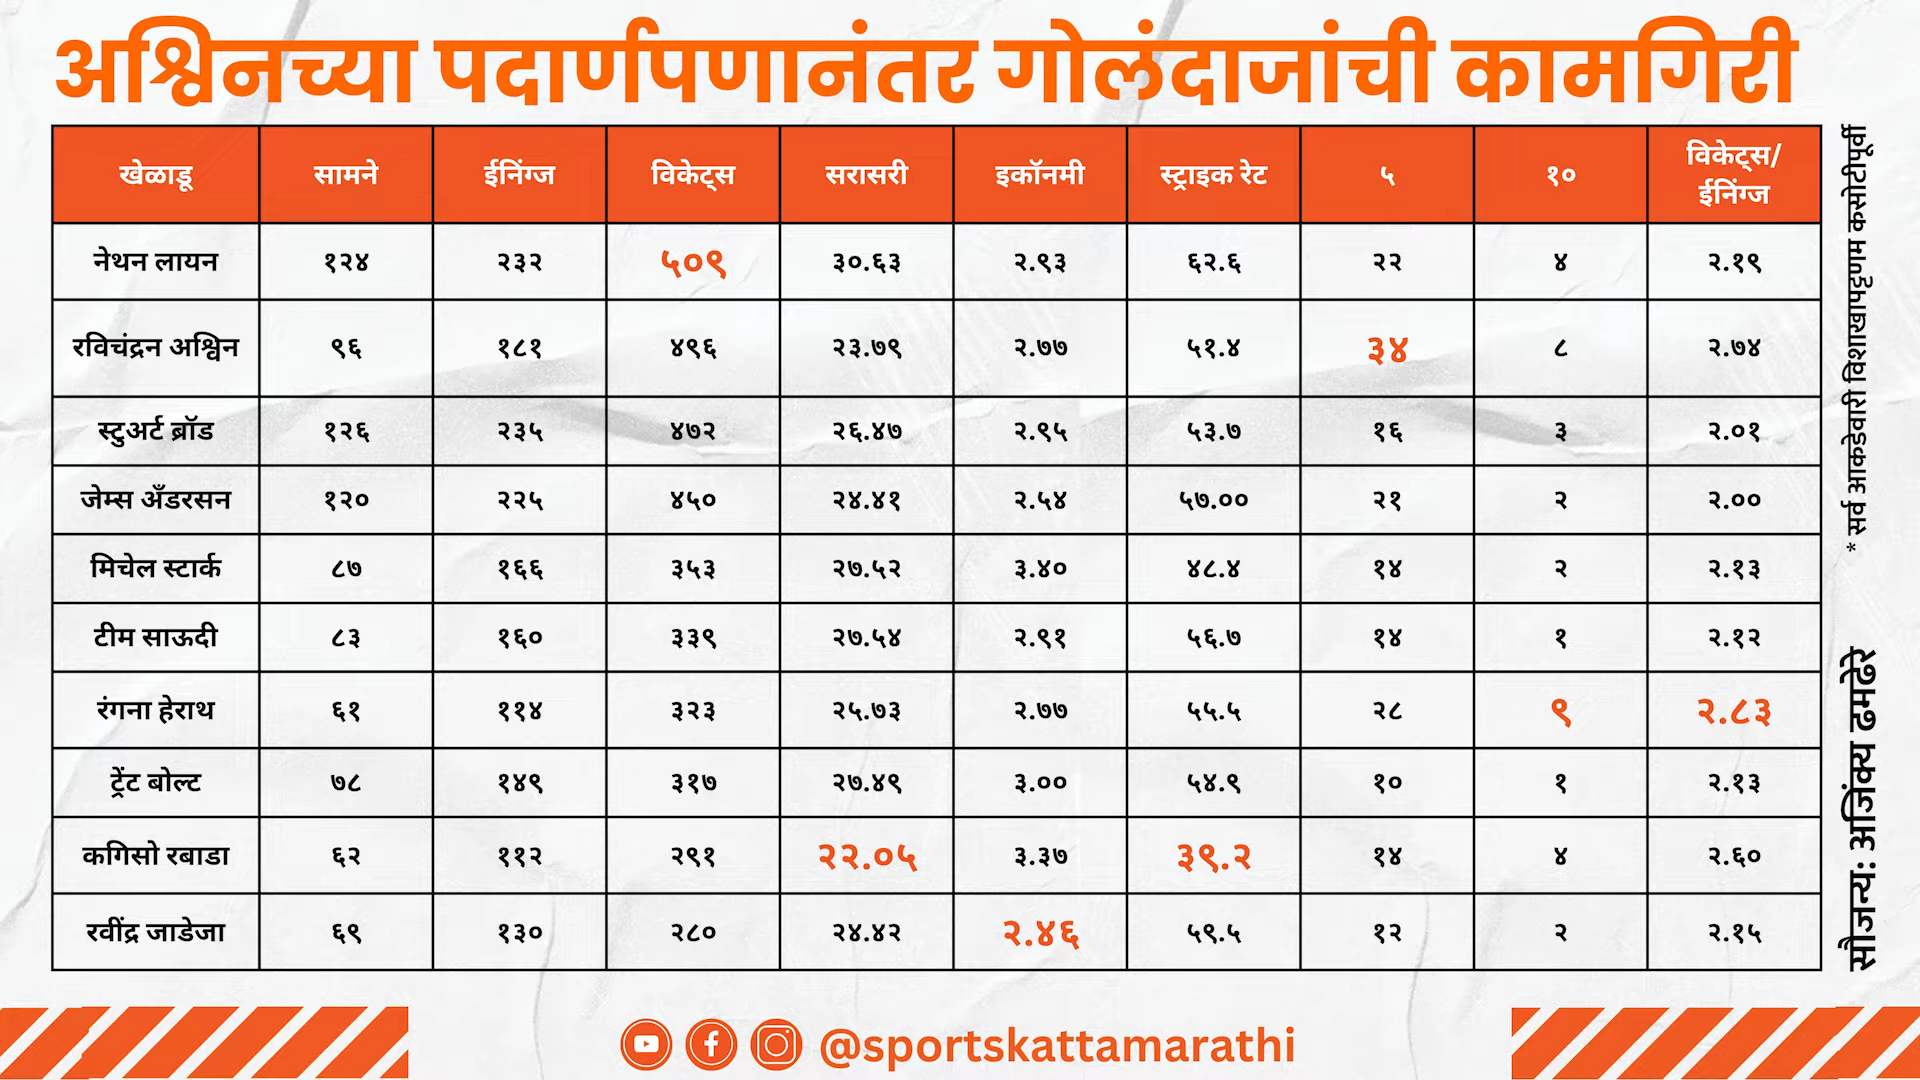 अश्विनच्या पदार्णपणानंतर गोलंदाजांची कामगिरी
खेळाडू सामने ईनिंग्ज विकेट्स सरासरी इकॉनमी स्ट्राइक रेट ५ १० विकेट्स/
ईनिंग्ज
नेथन लायन १२४ २३२ ५०९ ३०.६३ २.९३ ६२.६ २२ ४ २.१९
रविचंद्रन अश्विन ९६ १८१ ४९६ २३.७९ २.७७ ५१.४ ३४ ८ २.७४
स्टुअर्ट ब्रॉड १२६ २३५ ४७२ २६.४७ २.९५ ५३.७ १६ ३ २.०१
जेम्स अँडरसन १२० २२५ ४५० २४.४१ २.५४ ५७.०० २१ २ २.००
मिचेल स्टार्क ८७ १६६ ३५३ २७.५२ ३.४० ४८.४ १४ २ २.१३
टीम साऊदी ८३ १६० ३३९ २७.५४ २.९१ ५६.७ १४ १ २.१२
रंगना हेराथ ६१ ११४ ३२३ २५.७३ २.७७ ५५.५ २८ ९ २.८३
ट्रेंट बोल्ट ७८ १४९ ३१७ २७.४९ ३.०० ५४.९ १० १ २.१३
कगिसो रबाडा ६२ ११२ २९१ २२.०५ ३.३७ ३९.२ १४ ४ २.६०
रवींद्र जाडेजा ६९ १३० २८० २४.४२ २.४६ ५९.५ १२ २ २.१५
* सर्व आकडेवारी विशाखापट्टणम कसोटीपूर्वी
सौजन्य: अजिंक्य ढमढेरे
@sportskattamarathi